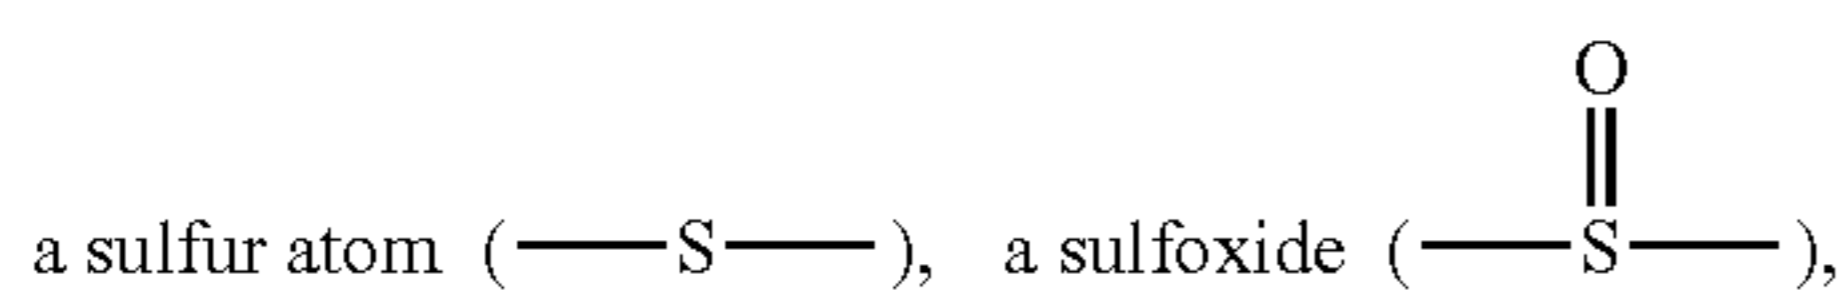 O
a sulfur atom (—S—), a sulfoxide (—S—),